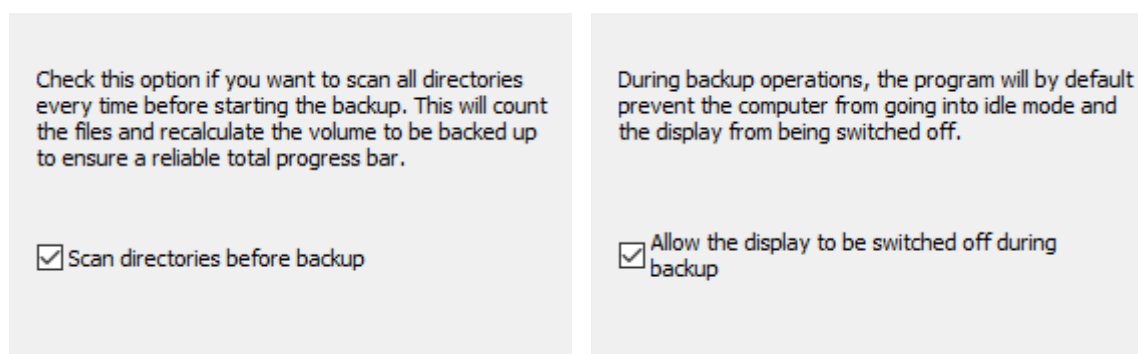 Check this option if you want to scan all directories
every time before starting the backup. This will count
the files and recalculate the volume to be backed up
to ensure a reliable total progress bar.
Scan directories before backup
During backup operations, the program will by default
prevent the computer from going into idle mode and
the display from being switched off.
Allow the display to be switched off during
backup